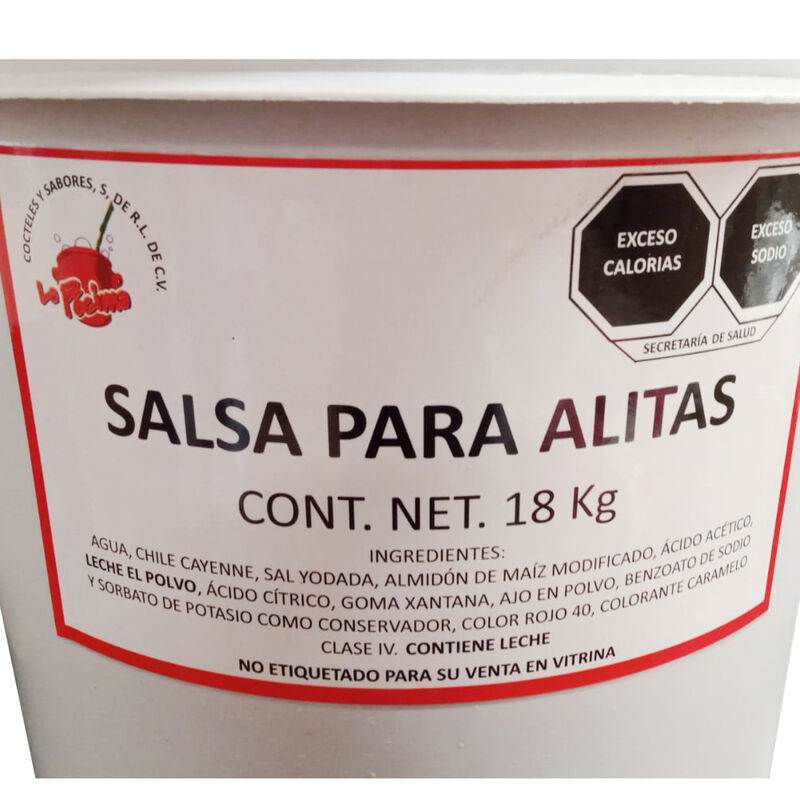 COCTELES Y SABORES, S. DE R.L. DE C.V.
La Pócima
EXCESO
CALORIAS
EXCESO
SODIO
SECRETARÍA DE SALUD
SALSA PARA ALITAS
CONT. NET. 18 Kg
INGREDIENTES:
AGUA, CHILE CAYENNE, SAL YODADA, ALMIDÓN DE MAÍZ MODIFICADO, ÁCIDO ACÉTICO,
LECHE EL POLVO, ÁCIDO CÍTRICO, GOMA XANTANA, AJO EN POLVO, BENZOATO DE SODIO
Y SORBATO DE POTASIO COMO CONSERVADOR, COLOR ROJO 40, COLORANTE CARAMELO
CLASE IV. CONTIENE LECHE
NO ETIQUETADO PARA SU VENTA EN VITRINA